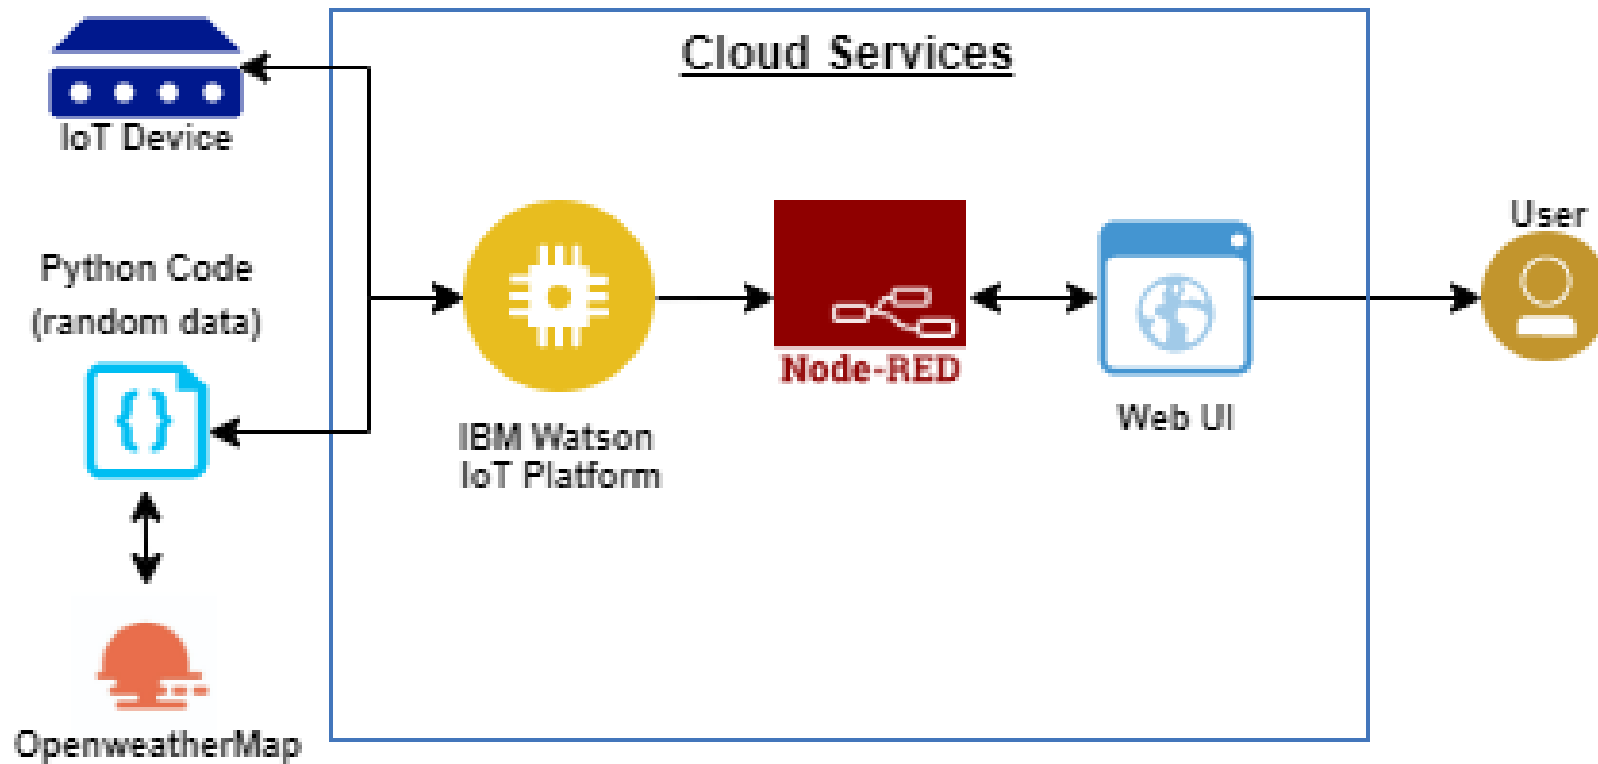 Cloud Services
IoT Device
User
Python Code
(random data)
Node-RED
Web UI
IBM Watson
IoT Platform
OpenweatherMap